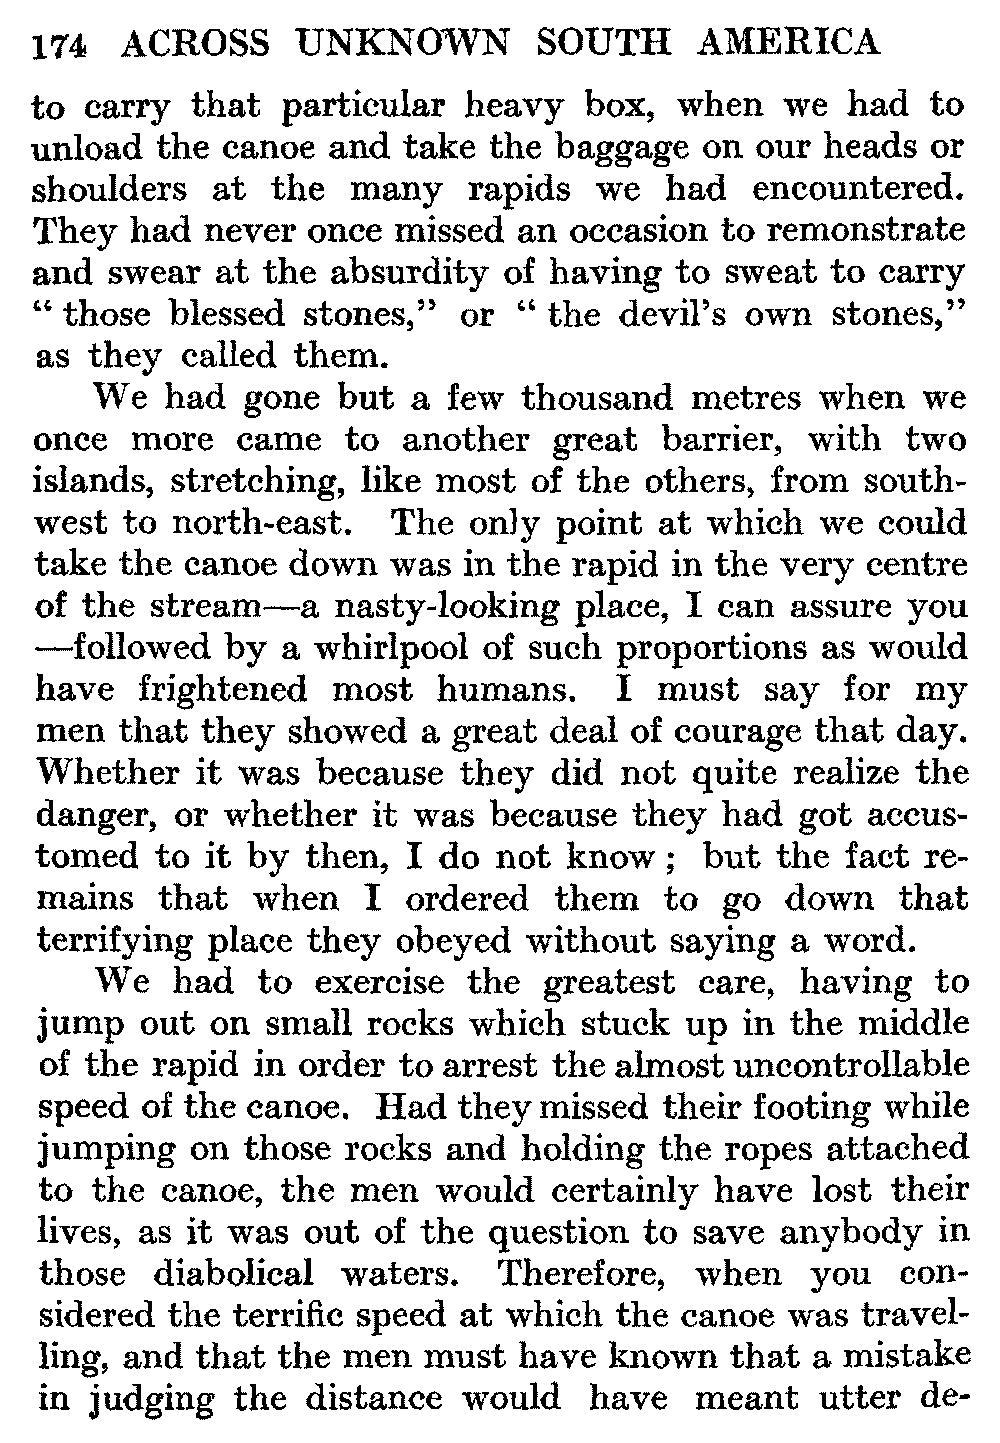 174 ACROSS UNKNOWN SOUTH AMERICA
to carry that particular heavy box, when we had to
unload the canoe and take the baggage on our heads or
shoulders at the many rapids we had encountered.
They had never once missed an occasion to remonstrate
and swear at the absurdity of having to sweat to carry
“ those blessed stones,” or “ the devil’s own stones,”
as they called them.
We had gone but a few thousand metres when we
once more came to another great barrier, with two
islands, stretching, like most of the others, from south-
west to north-east. The only point at which we could
take the canoe down was in the rapid in the very centre
of the stream—a nasty-looking place, I can assure you
—followed by a whirlpool of such proportions as would
have frightened most humans. I must say for my
men that they showed a great deal of courage that day.
Whether it was because they did not quite realize the
danger, or whether it was because they had got accus-
tomed to it by then, I do not know ; but the fact re-
mains that when I ordered them to go down that
terrifying place they obeyed without saying a word.
We had to exercise the greatest care, having to
jump out on small rocks which stuck up in the middle
of the rapid in order to arrest the almost uncontrollable
speed of the canoe. Had they missed their footing while
jumping on those rocks and holding the ropes attached
to the canoe, the men would certainly have lost their
lives, as it was out of the question to save anybody in
those diabolical waters. Therefore, when you con-
sidered the terrific speed at which the canoe was travel-
ling, and that the men must have known that a mistake
in judging the distance would have meant utter de-